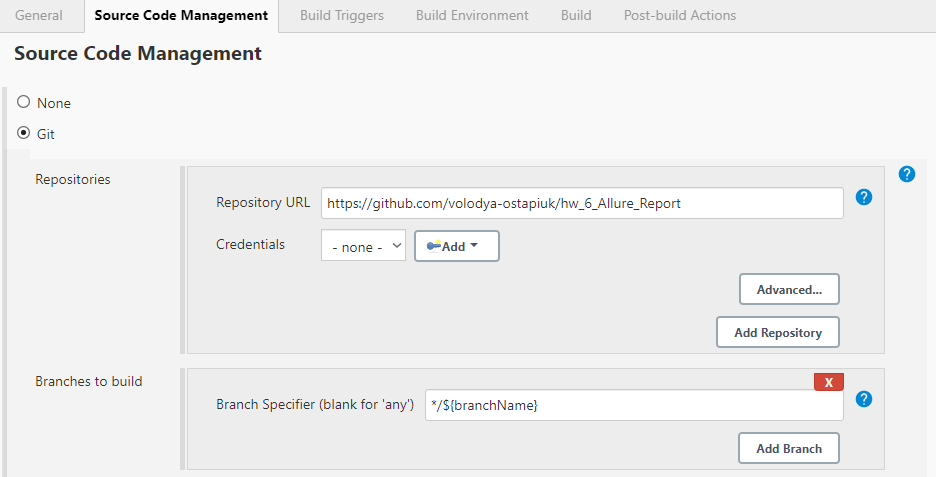 General Source Code Management Build Triggers Build Environment Build Post-build Actions
Source Code Management
None
Git
Repositories
?
Repository URL https://github.com/volodya-ostapiuk/hw_6_Allure_Report ?
Credentials - none - Add
Advanced...
Add Repository
Branches to build
X
Branch Specifier (blank for 'any') */${branchName} ?
Add Branch